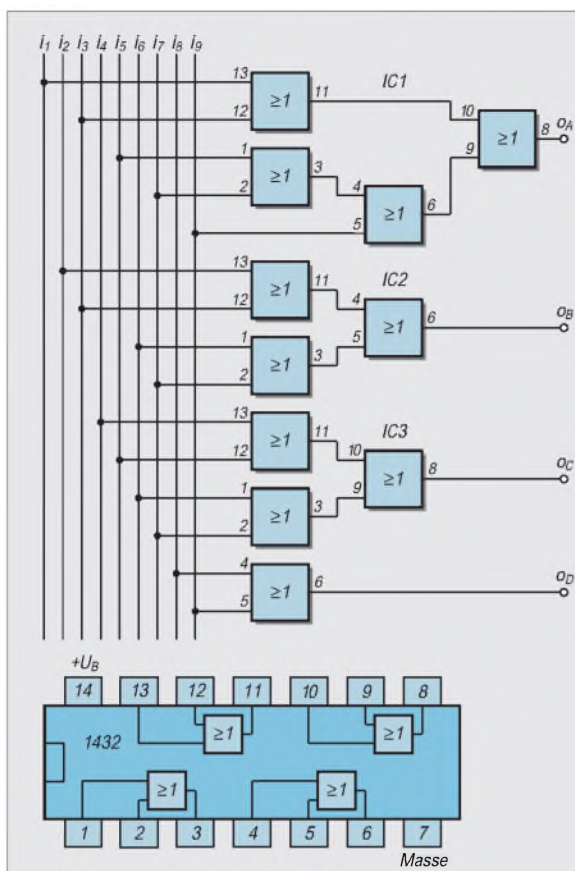 i1 i2 i3 i4 i5 i6 i7 i8 i9
13 ≥1 11 IC1
12
10 ≥1 8 oA
9
1 ≥1 3
2
4 ≥1 6
5
13 ≥1 11 IC2
12
4 ≥1 6 oB
5
1 ≥1 3
2
13 ≥1 11 IC3
12
10 ≥1 8 oC
9
1 ≥1 3
2
4 ≥1 6 oD
5
+UB
14 13 12 11 10 9 8
1432 ≥1 ≥1
≥1 ≥1
1 2 3 4 5 6 7
Masse